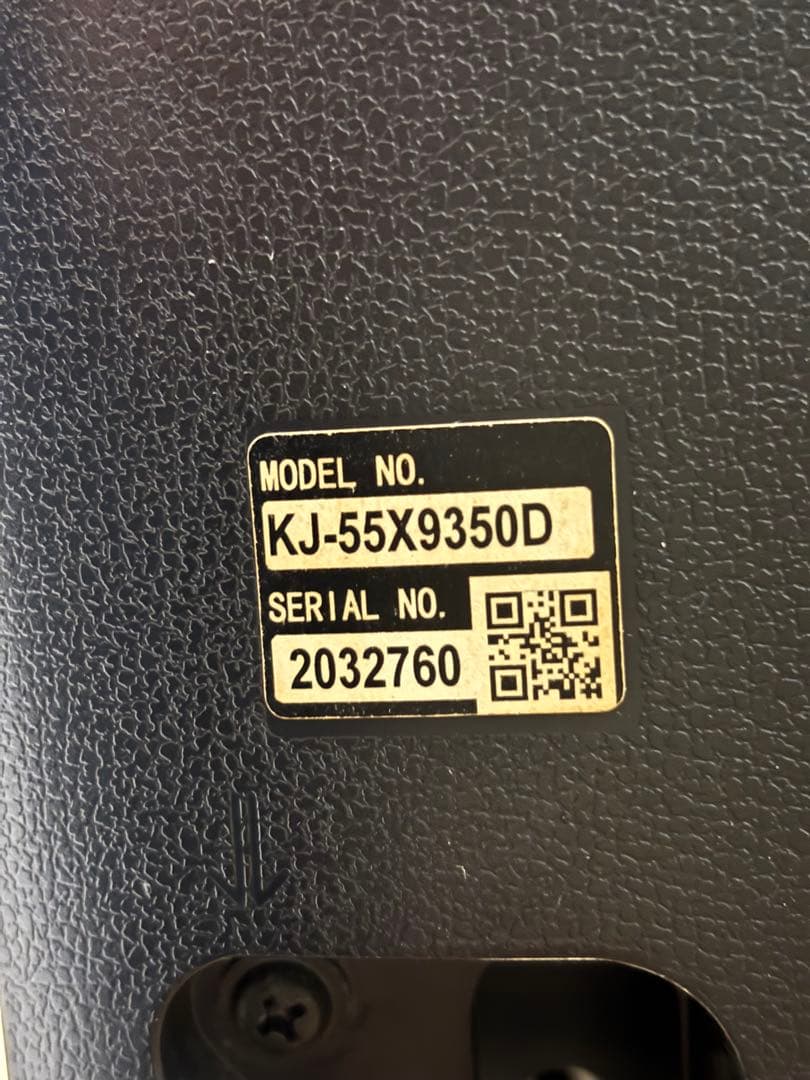 MODEL NO.
KJ-55X9350D
SERIAL NO.
2032760